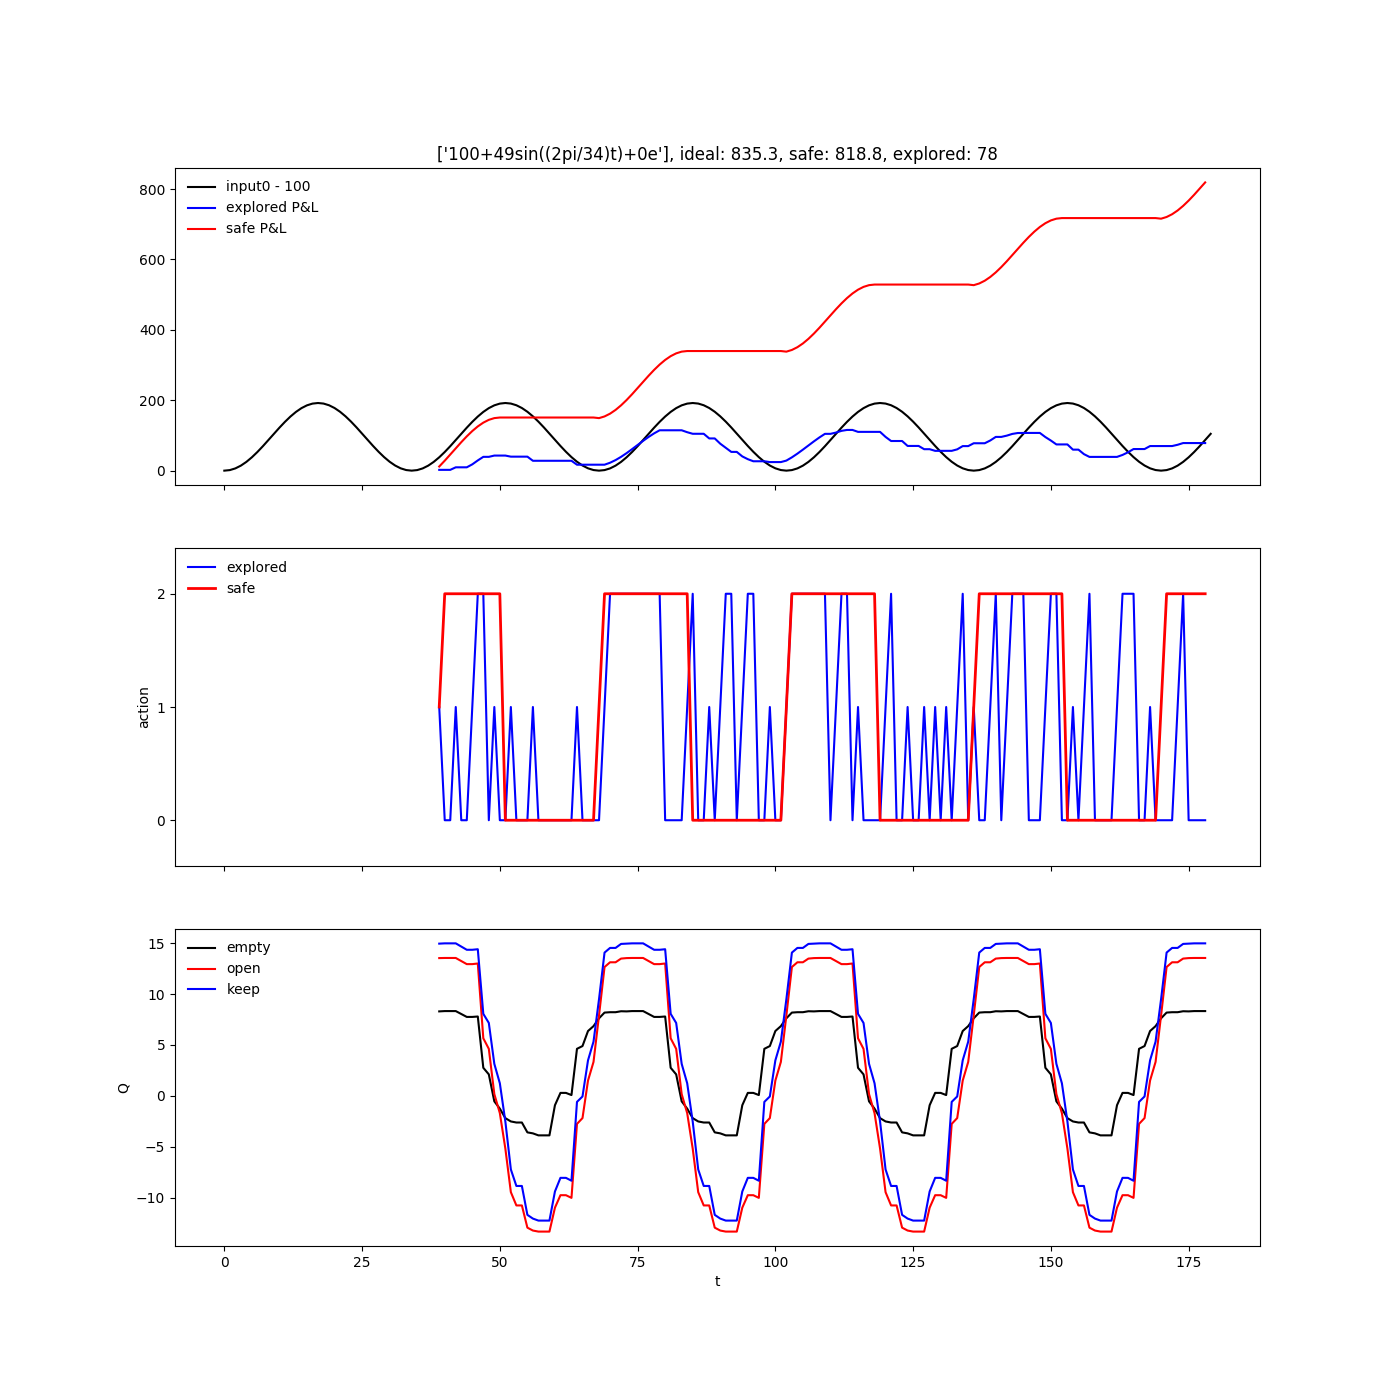 ['100+49sin((2pi/34)t)+0e'], ideal: 835.3, safe: 818.8, explored: 78
input0 - 100
explored P&L
safe P&L
800
600
400
200
0
explored
safe
action
2
1
0
empty
open
keep
Q
15
10
5
0
−5
−10
0 25 50 75 100 125 150 175
t